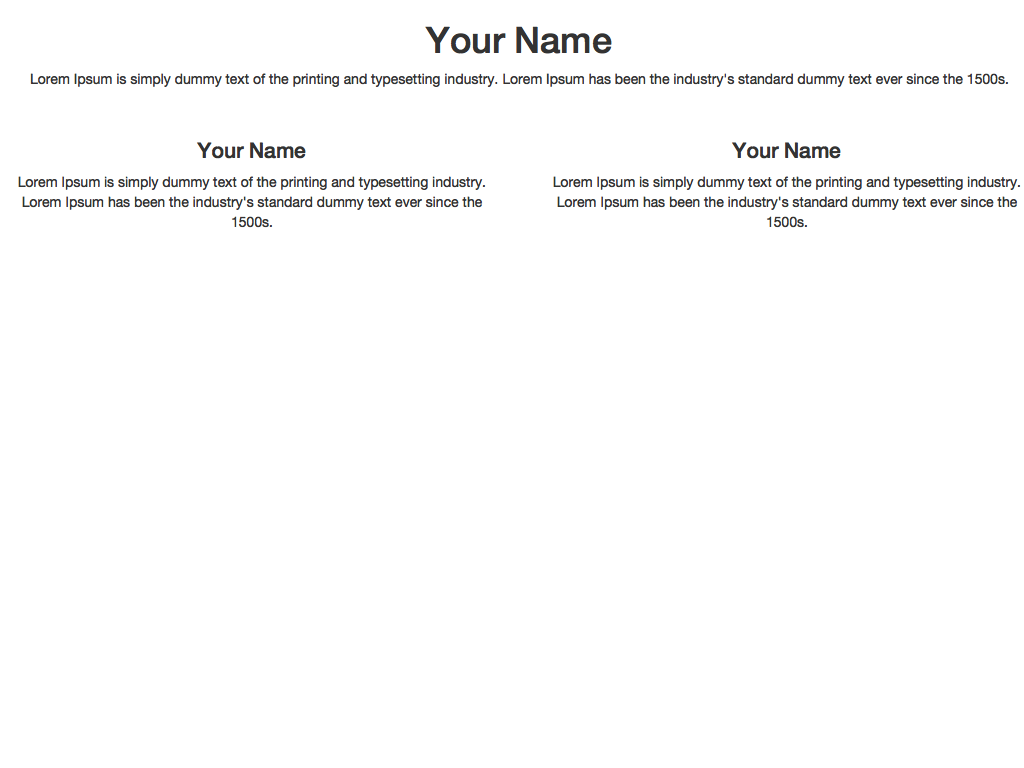 Your Name
Lorem Ipsum is simply dummy text of the printing and typesetting industry. Lorem Ipsum has been the industry's standard dummy text ever since the 1500s.
Your Name
Lorem Ipsum is simply dummy text of the printing and typesetting industry.
Lorem Ipsum has been the industry's standard dummy text ever since the
1500s.
Your Name
Lorem Ipsum is simply dummy text of the printing and typesetting industry.
Lorem Ipsum has been the industry's standard dummy text ever since the
1500s.